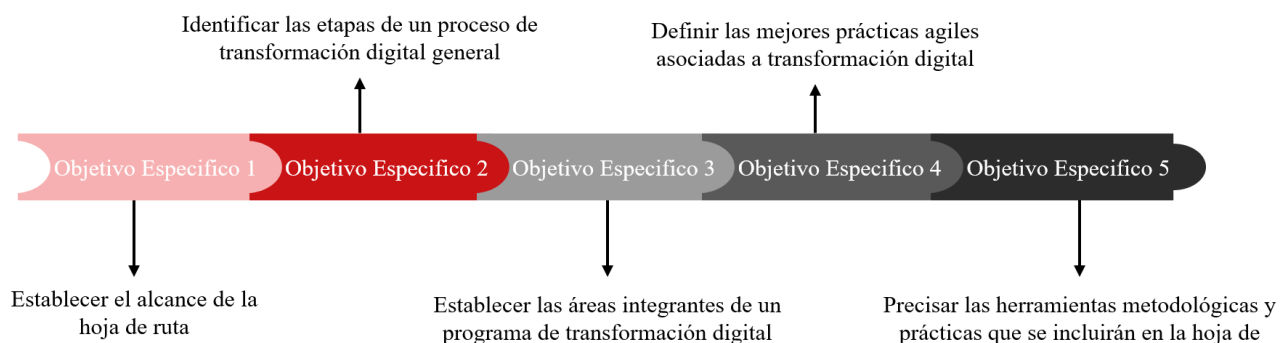 Identificar las etapas de un proceso de
transformación digital general
Definir las mejores prácticas agiles
asociadas a transformación digital
Objetivo Especifico 1
Objetivo Especifico 2
Objetivo Especifico 3
Objetivo Especifico 4
Objetivo Especifico 5
Establecer el alcance de la
hoja de ruta
Establecer las áreas integrantes de un
programa de transformación digital
Precisar las herramientas metodológicas y
prácticas que se incluirán en la hoja de